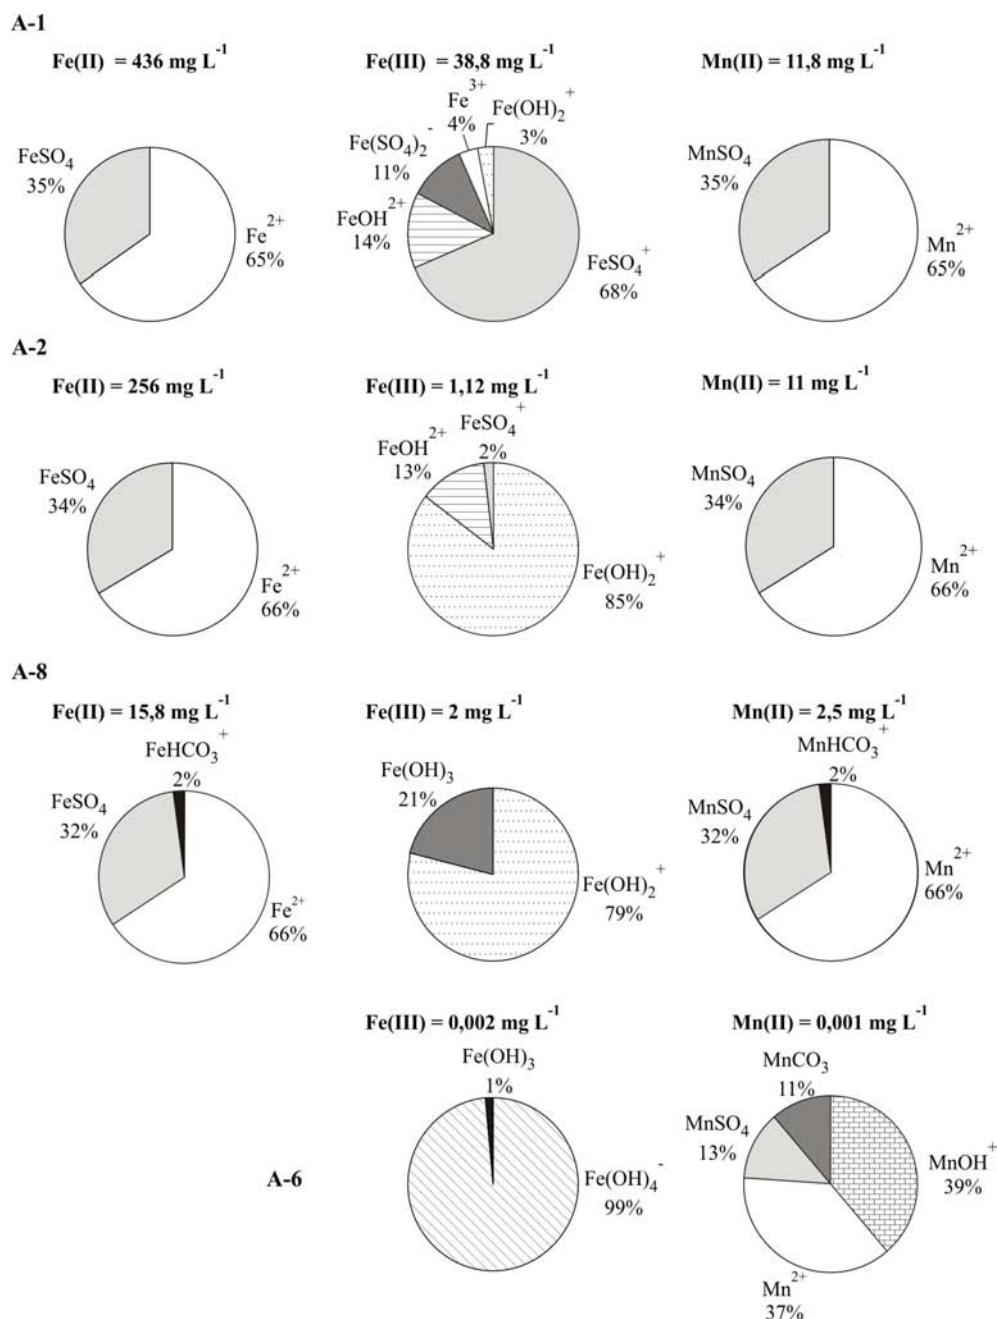 A-1
Fe(II) = 436 mg L⁻¹
Fe(III) = 38,8 mg L⁻¹
Mn(II) = 11,8 mg L⁻¹
FeSO₄
35%
Fe²⁺
65%
Fe³⁺
4%
Fe(OH)₂⁺
3%
Fe(SO₄)₂⁻
11%
FeOH²⁺
14%
FeSO₄⁺
68%
MnSO₄
35%
Mn²⁺
65%
A-2
Fe(II) = 256 mg L⁻¹
Fe(III) = 1,12 mg L⁻¹
Mn(II) = 11 mg L⁻¹
FeSO₄
34%
Fe²⁺
66%
FeSO₄⁺
2%
FeOH²⁺
13%
Fe(OH)₂⁺
85%
MnSO₄
34%
Mn²⁺
66%
A-8
Fe(II) = 15,8 mg L⁻¹
Fe(III) = 2 mg L⁻¹
Mn(II) = 2,5 mg L⁻¹
FeHCO₃⁺
2%
FeSO₄
32%
Fe²⁺
66%
Fe(OH)₃
21%
Fe(OH)₂⁺
79%
MnHCO₃⁺
2%
MnSO₄
32%
Mn²⁺
66%
Fe(III) = 0,002 mg L⁻¹
Mn(II) = 0,001 mg L⁻¹
A-6
Fe(OH)₃
1%
Fe(OH)₄⁻
99%
MnCO₃
11%
MnSO₄
13%
MnOH⁺
39%
Mn²⁺
37%